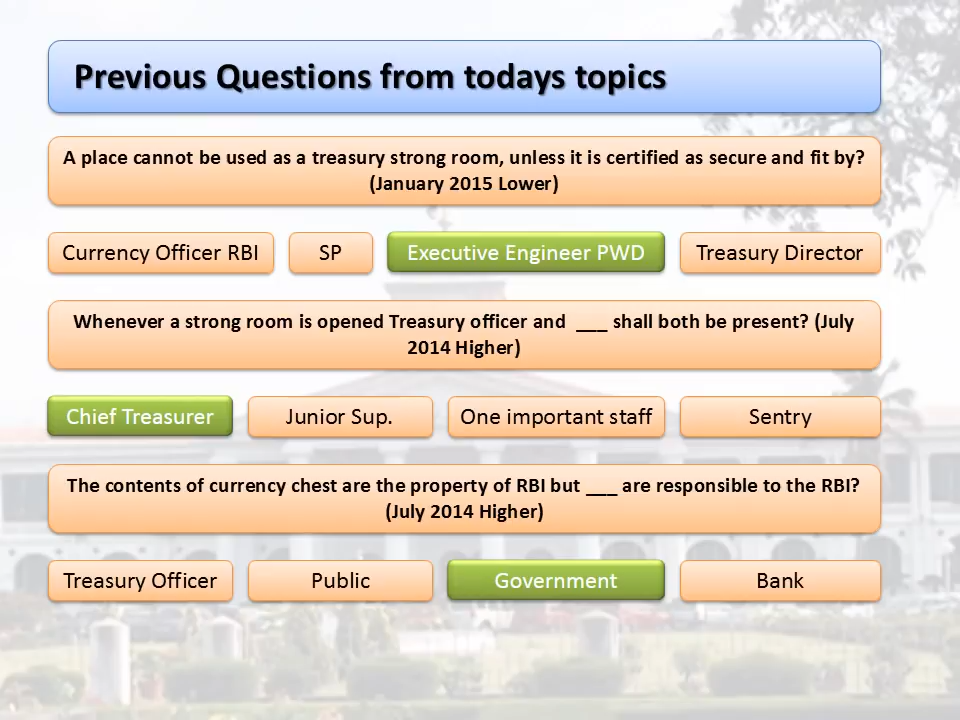 Previous Questions from todays topics
A place cannot be used as a treasury strong room, unless it is certified as secure and fit by?
(January 2015 Lower)
Currency Officer RBI
SP
Executive Engineer PWD
Treasury Director
Whenever a strong room is opened Treasury officer and ___ shall both be present? (July
2014 Higher)
Chief Treasurer
Junior Sup.
One important staff
Sentry
The contents of currency chest are the property of RBI but ___ are responsible to the RBI?
(July 2014 Higher)
Treasury Officer
Public
Government
Bank